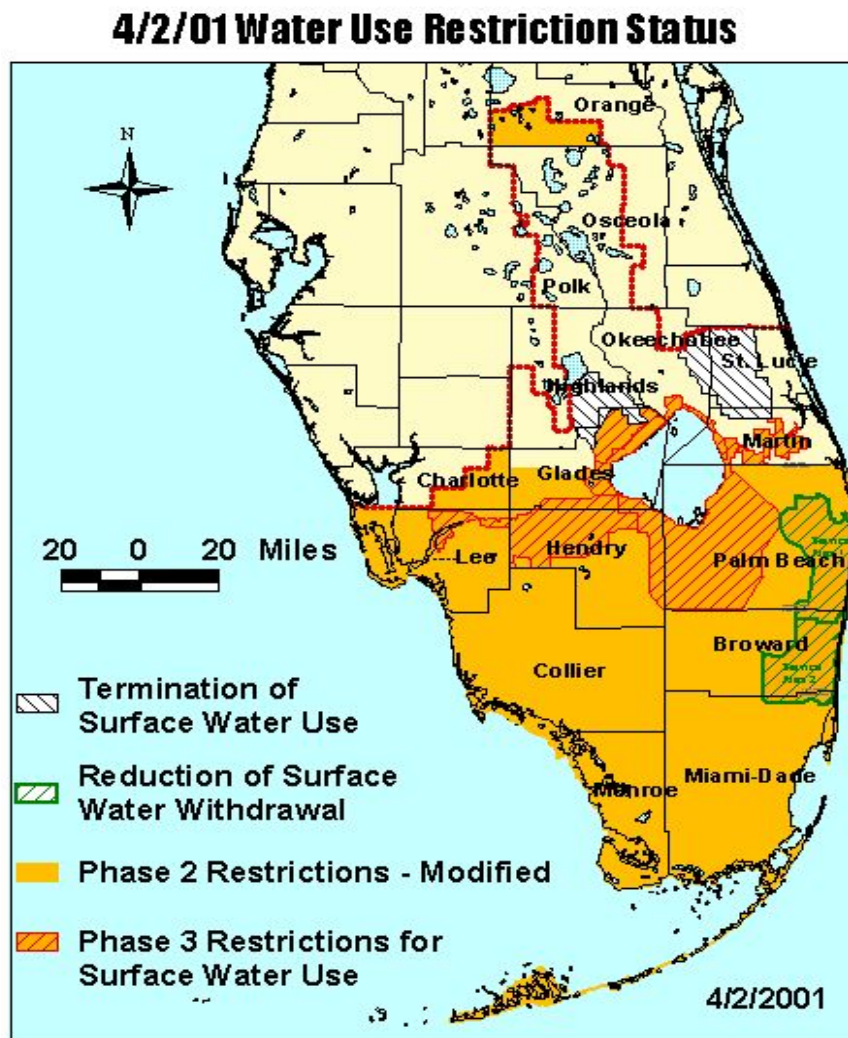 4/2/01 Water Use Restriction Status
N
Orange
Osceola
Polk
Okeechobee
St. Lucie
Highlands
Martin
Glades
Charlotte
20 0 20 Miles
Lee
Hendry
Palm Beach
Broward
Collier
Termination of
Surface Water Use
Reduction of Surface
Water Withdrawal
Miami-Dade
Monroe
Phase 2 Restrictions - Modified
Phase 3 Restrictions for
Surface Water Use
4/2/2001